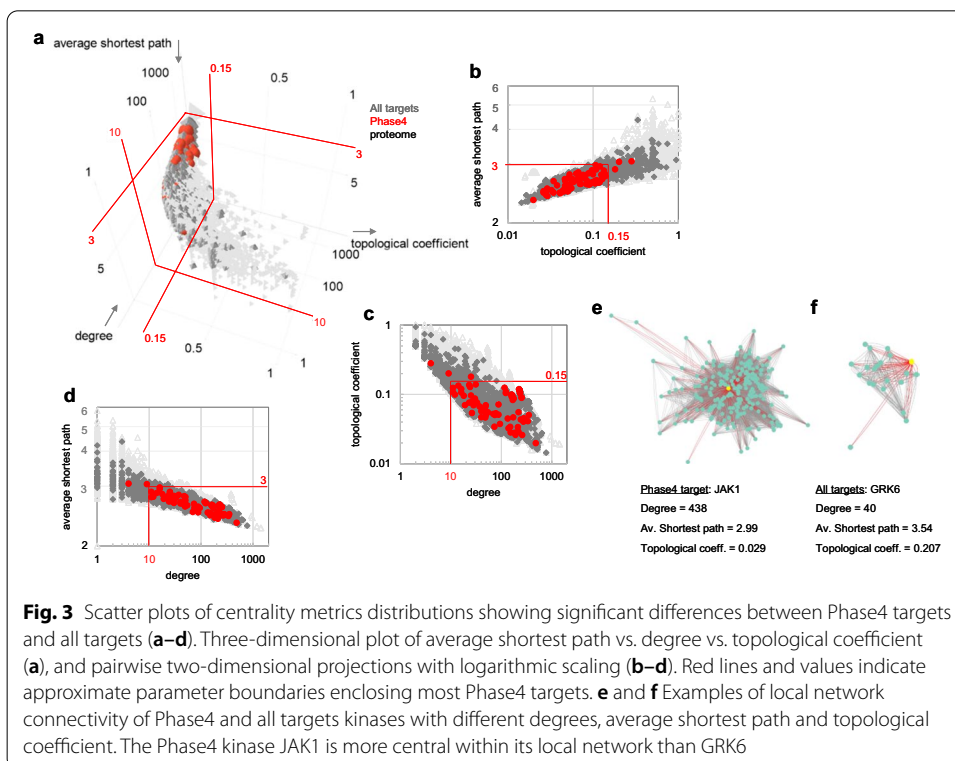 a
average shortest path
1000
0.15
0.5
1
100
All targets
Phase4
proteome
10
1
3
5
3
5
topological coefficient
1000
100
degree
0.15
0.5
10
1
1
b
6
5
4
3
2
average shortest path
0.01
0.1
0.15
1
topological coefficient
c
1
0.15
0.1
0.01
topological coefficient
1
10
100
1000
degree
d
6
5
4
3
3
2
average shortest path
1
10
100
1000
degree
e
Phase4 target: JAK1
Degree = 438
Av. Shortest path = 2.99
Topological coeff. = 0.029
f
All targets: GRK6
Degree = 40
Av. Shortest path = 3.54
Topological coeff. = 0.207
Fig. 3 Scatter plots of centrality metrics distributions showing significant differences between Phase4 targets
and all targets (a–d). Three-dimensional plot of average shortest path vs. degree vs. topological coefficient
(a), and pairwise two-dimensional projections with logarithmic scaling (b–d). Red lines and values indicate
approximate parameter boundaries enclosing most Phase4 targets. e and f Examples of local network
connectivity of Phase4 and all targets kinases with different degrees, average shortest path and topological
coefficient. The Phase4 kinase JAK1 is more central within its local network than GRK6